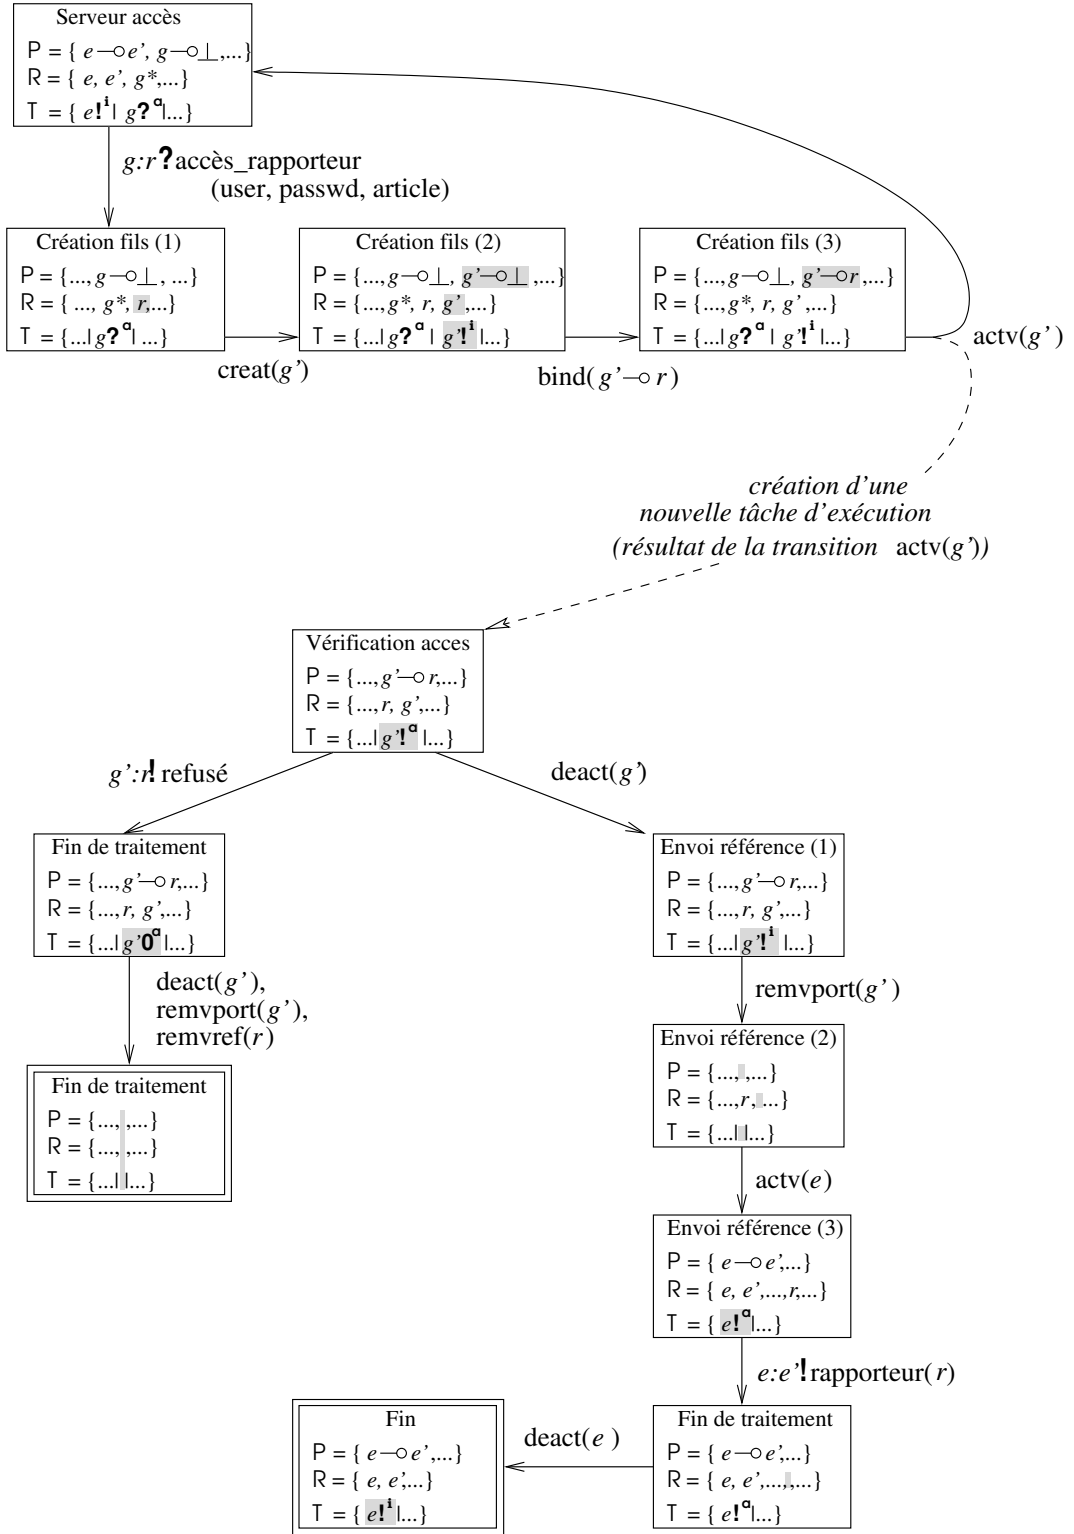 Serveur accès
P = { e⊸e', g⊸⊥,...}
R = { e, e', g*,...}
T = { e!ⁱ | g?ᵃ |...}
g:r?accès_rapporteur
(user, passwd, article)
Création fils (1)
P = {...,g⊸⊥, ...}
R = { ..., g*, r,...}
T = {...| g?ᵃ | ...}
creat(g')
Création fils (2)
P = {...,g⊸⊥, g'⊸⊥ ,...}
R = {...,g*, r, g',...}
T = {...| g?ᵃ | g'!ⁱ |...}
bind(g'⊸r)
Création fils (3)
P = {...,g⊸⊥, g'⊸r ,...}
R = {...,g*, r, g' ,...}
T = {...| g?ᵃ | g'!ⁱ |...}
actv(g')
création d'une
nouvelle tâche d'exécution
(résultat de la transition actv(g'))
Vérification acces
P = {...,g'⊸r,...}
R = {...,r, g',...}
T = {...| g'!ᵃ |...}
g':r! refusé
deact(g')
Fin de traitement
P = {...,g'⊸r,...}
R = {...,r, g',...}
T = {...| g'0ᵃ |...}
deact(g'),
remvport(g'),
remvref(r)
Fin de traitement
P = {..., ,...}
R = {..., ,...}
T = {...| |...}
Envoi référence (1)
P = {...,g'⊸r,...}
R = {...,r, g',...}
T = {...| g'!ⁱ |...}
remvport(g')
Envoi référence (2)
P = {..., ,...}
R = {...,r, ...}
T = {...| |...}
actv(e)
Envoi référence (3)
P = { e⊸e',...}
R = { e, e',...,r,...}
T = { e!ᵃ |...}
e:e'!rapporteur(r)
Fin de traitement
P = { e⊸e',...}
R = { e, e',...,,...}
T = { e!ᵃ |...}
deact(e )
Fin
P = { e⊸e' ,...}
R = { e, e',...}
T = { e!ⁱ |...}